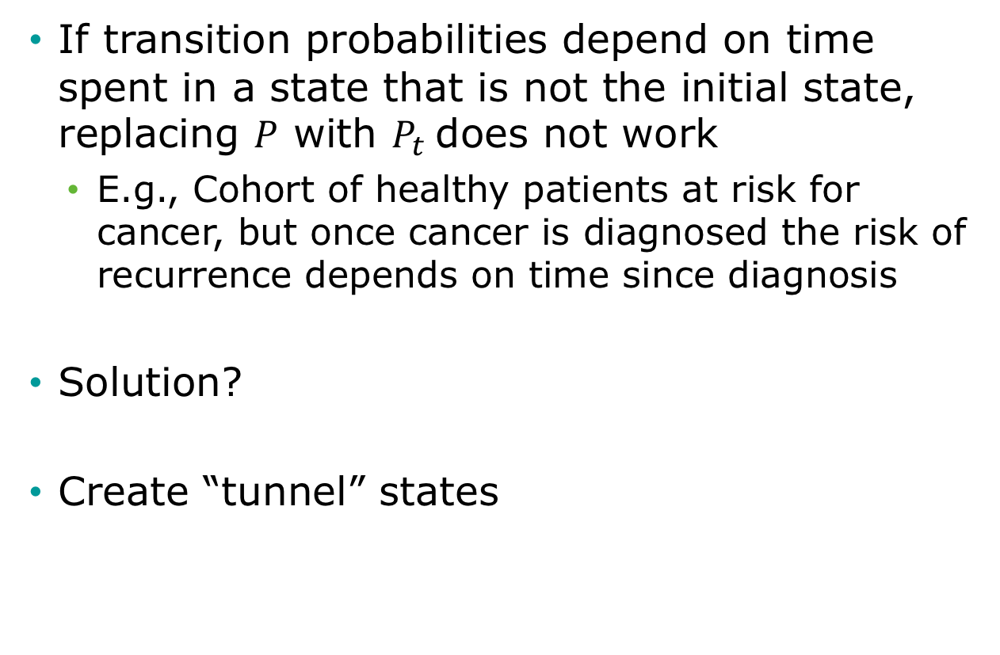 • If transition probabilities depend on time
spent in a state that is not the initial state,
replacing P with Pₜ does not work
• E.g., Cohort of healthy patients at risk for
cancer, but once cancer is diagnosed the risk of
recurrence depends on time since diagnosis
• Solution?
• Create “tunnel” states